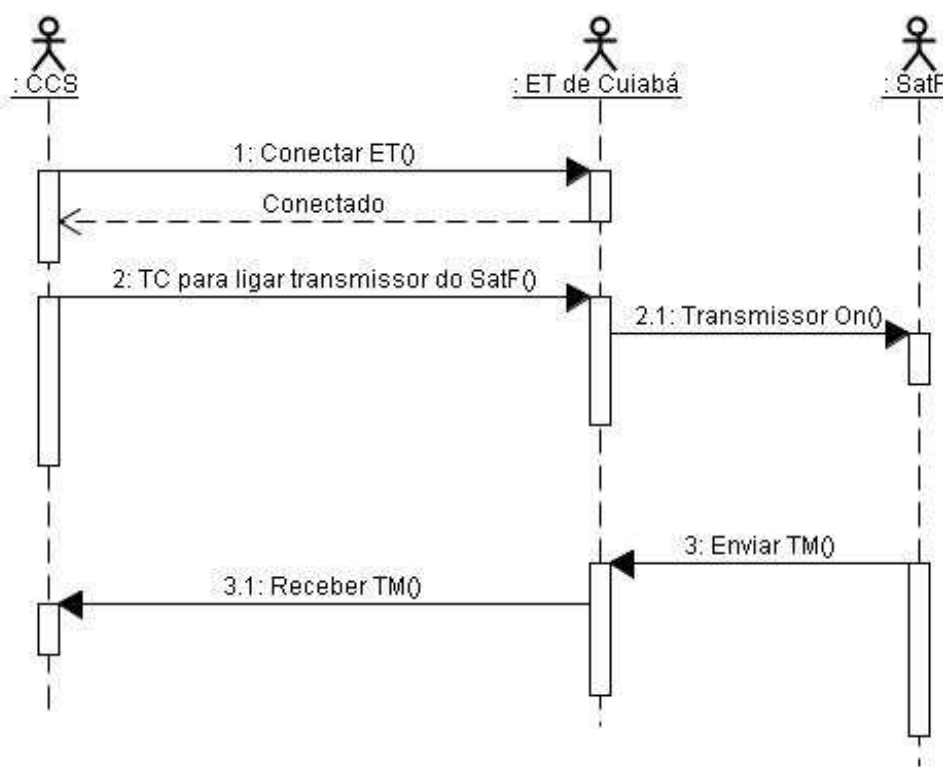 : CCS
: ET de Cuiabá
: SatF
1: Conectar ET()
Conectado
2: TC para ligar transmissor do SatF()
2.1: Transmissor On()
3: Enviar TM()
3.1: Receber TM()